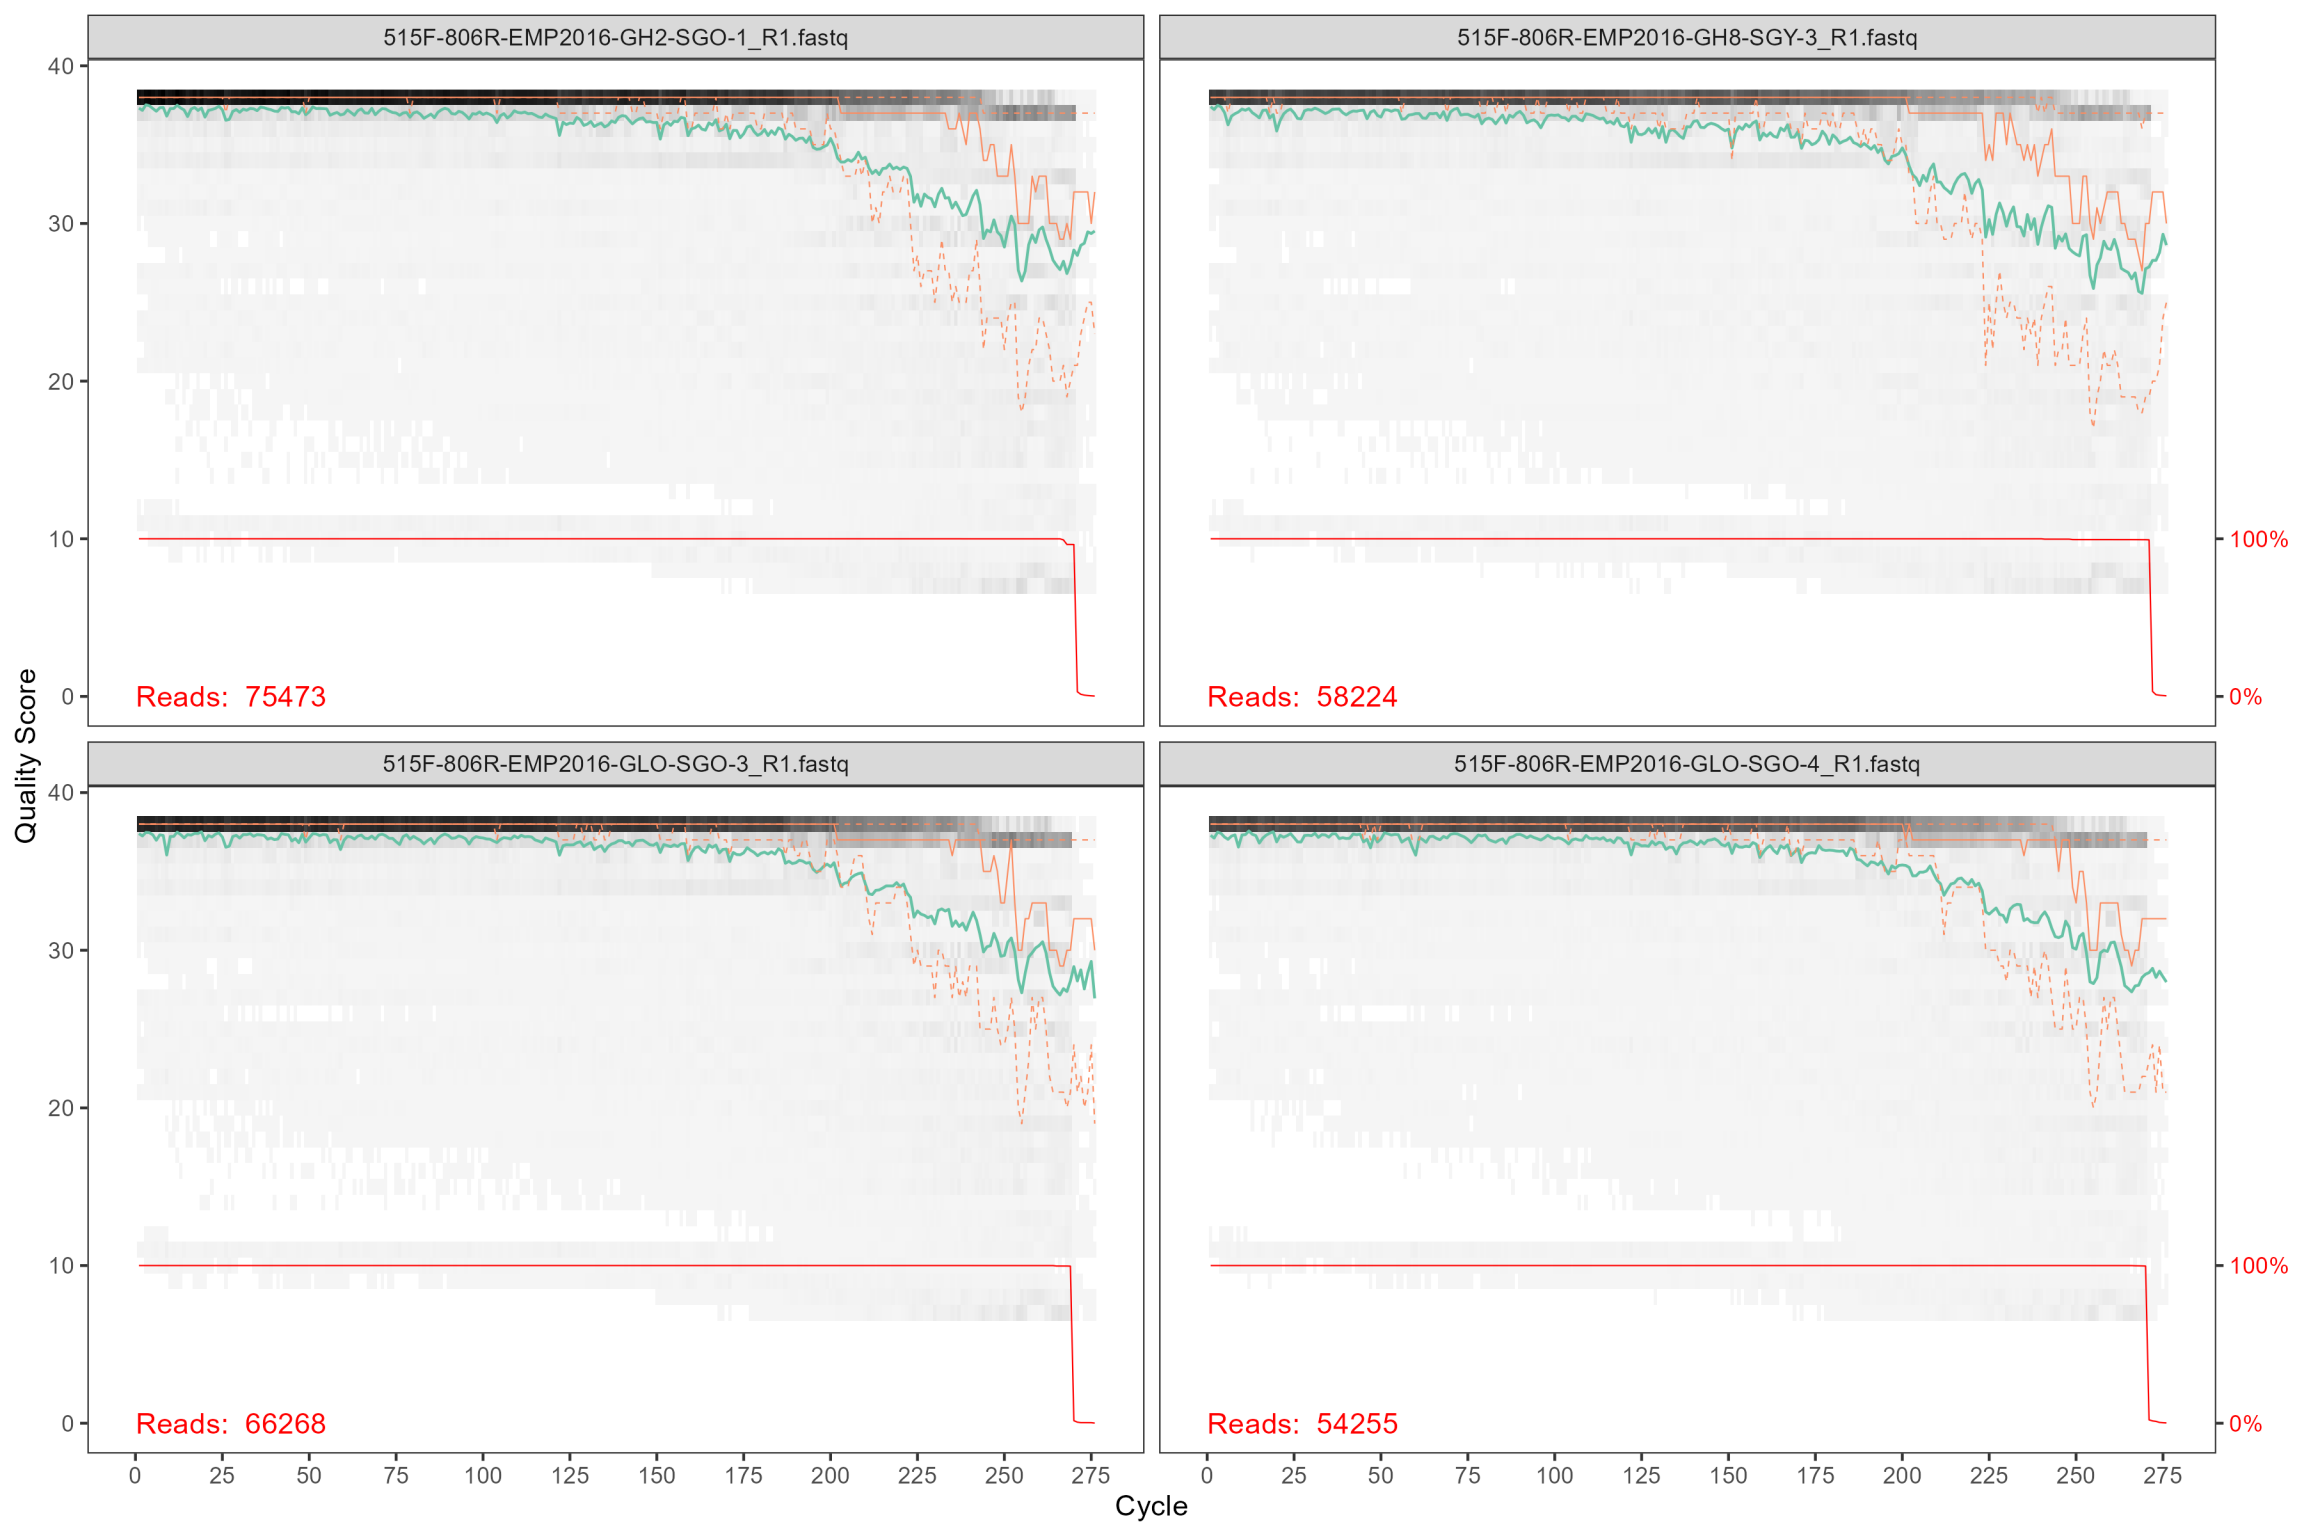 515F-806R-EMP2016-GH2-SGO-1_R1.fastq
515F-806R-EMP2016-GH8-SGY-3_R1.fastq
40
30
20
10
0
Reads: 75473
Reads: 58224
100%
0%
Quality Score
515F-806R-EMP2016-GLO-SGO-3_R1.fastq
515F-806R-EMP2016-GLO-SGO-4_R1.fastq
40
30
20
10
0
Reads: 66268
Reads: 54255
100%
0%
0 25 50 75 100 125 150 175 200 225 250 275
0 25 50 75 100 125 150 175 200 225 250 275
Cycle